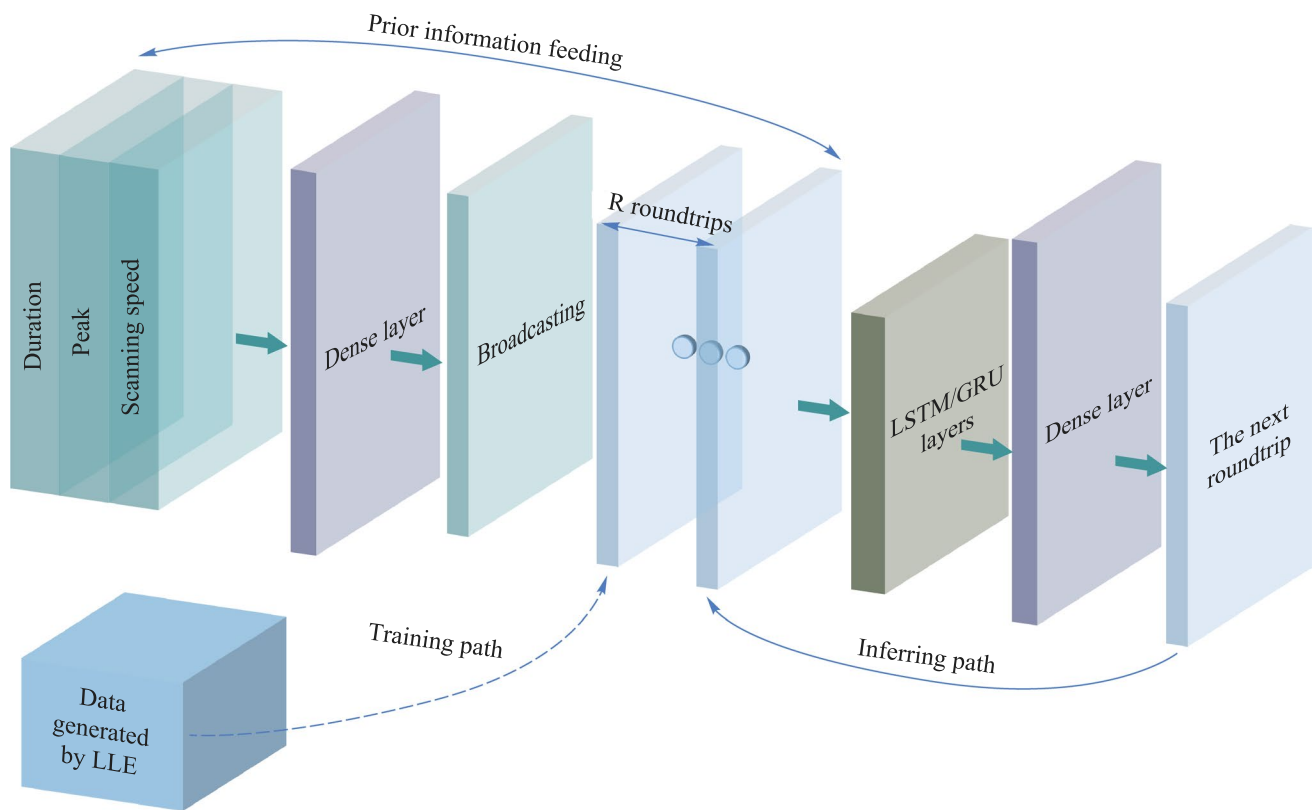 Prior information feeding
R roundtrips
Duration
Peak
Scanning speed
Dense layer
Broadcasting
LSTM/GRU
layers
Dense layer
The next
roundtrip
Training path
Inferring path
Data
generated
by LLE